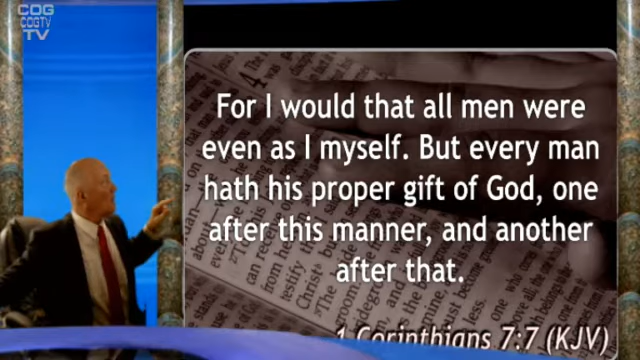 COG
COGTV
TV
For I would that all men were
even as I myself. But every man
hath his proper gift of God, one
after this manner, and another
after that.
1 Corinthians 7:7 (KJV)